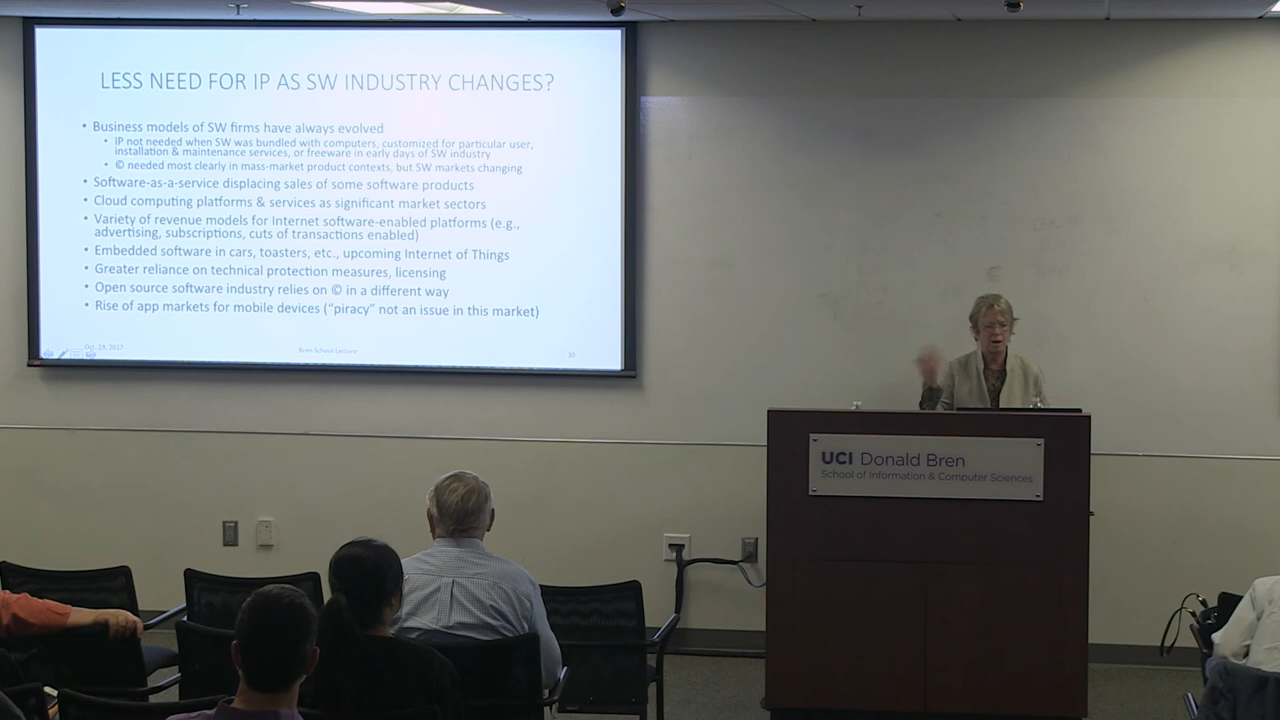 LESS NEED FOR IP AS SW INDUSTRY CHANGES?
• Business models of SW firms have always evolved
• IP not needed when SW was bundled with computers, customized for particular user,
installation & maintenance services, or freeware in early days of SW industry
• © needed most clearly in mass-market product contexts, but SW markets changing
• Software-as-a-service displacing sales of some software products
• Cloud computing platforms & services as significant market sectors
• Variety of revenue models for Internet software-enabled platforms (e.g.,
advertising, subscriptions, cuts of transactions enabled)
• Embedded software in cars, toasters, etc., upcoming Internet of Things
• Greater reliance on technical protection measures, licensing
• Open source software industry relies on © in a different way
• Rise of app markets for mobile devices (“piracy” not an issue in this market)
Oct. 19, 2017
Bren School Lecture
30
UCI Donald Bren
School of Information & Computer Sciences